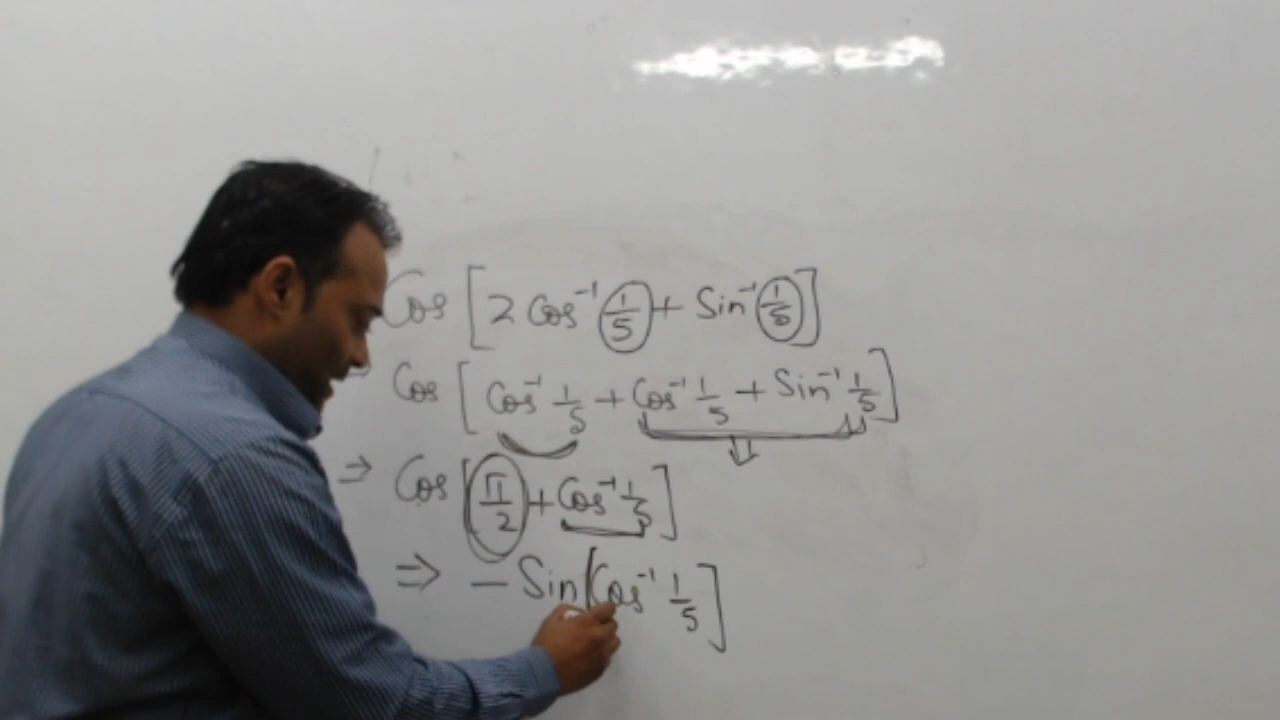 Cos [2 Cos⁻¹ 1/5 + Sin⁻¹ 1/5]
Cos [Cos⁻¹ 1/5 + Cos⁻¹ 1/5 + Sin⁻¹ 1/5]
⇒ Cos [π/2 + Cos⁻¹ 1/5]
⇒ – Sin [Cos⁻¹ 1/5]